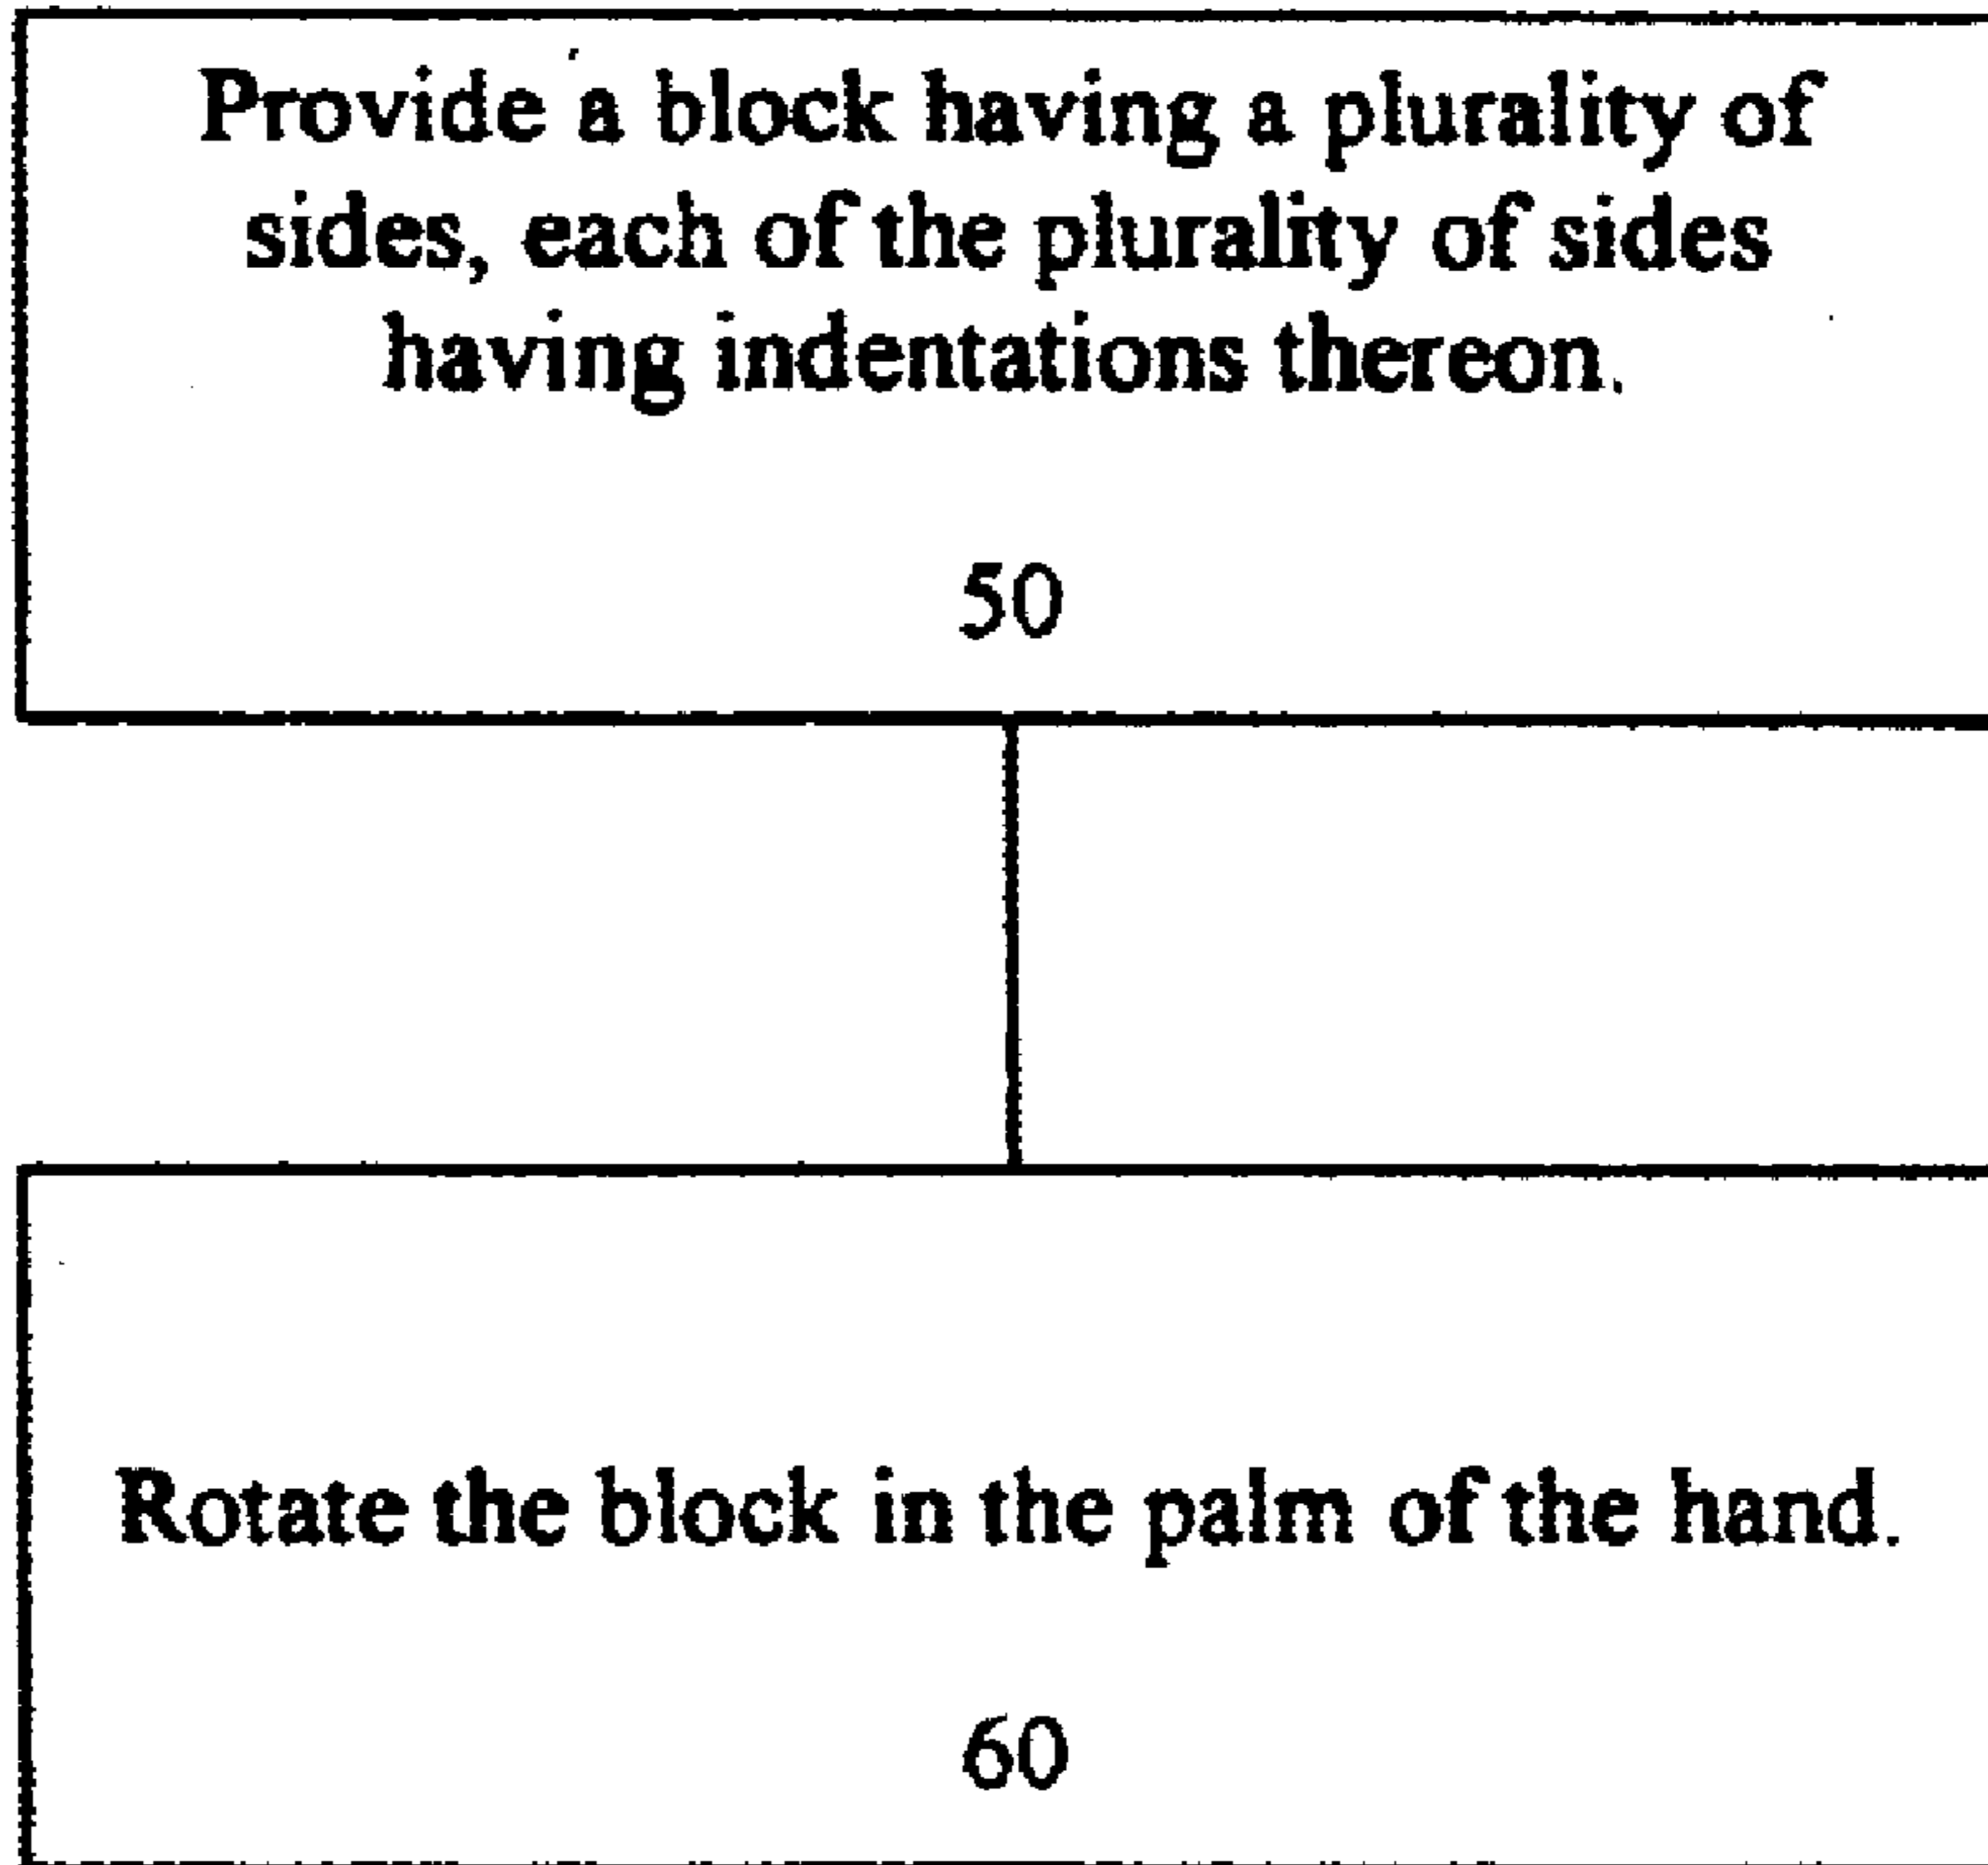 Provide a block having a plurality of
sides, each of the plurality of sides
having indentations thereon.
50
Rotate the block in the palm of the hand.
60